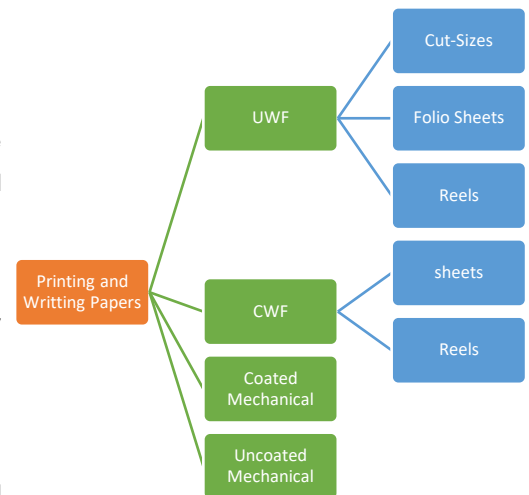 Cut-Sizes
UWF
Folio Sheets
Reels
Printing and
Writting Papers
sheets
CWF
Reels
Coated
Mechanical
Uncoated
Mechanical